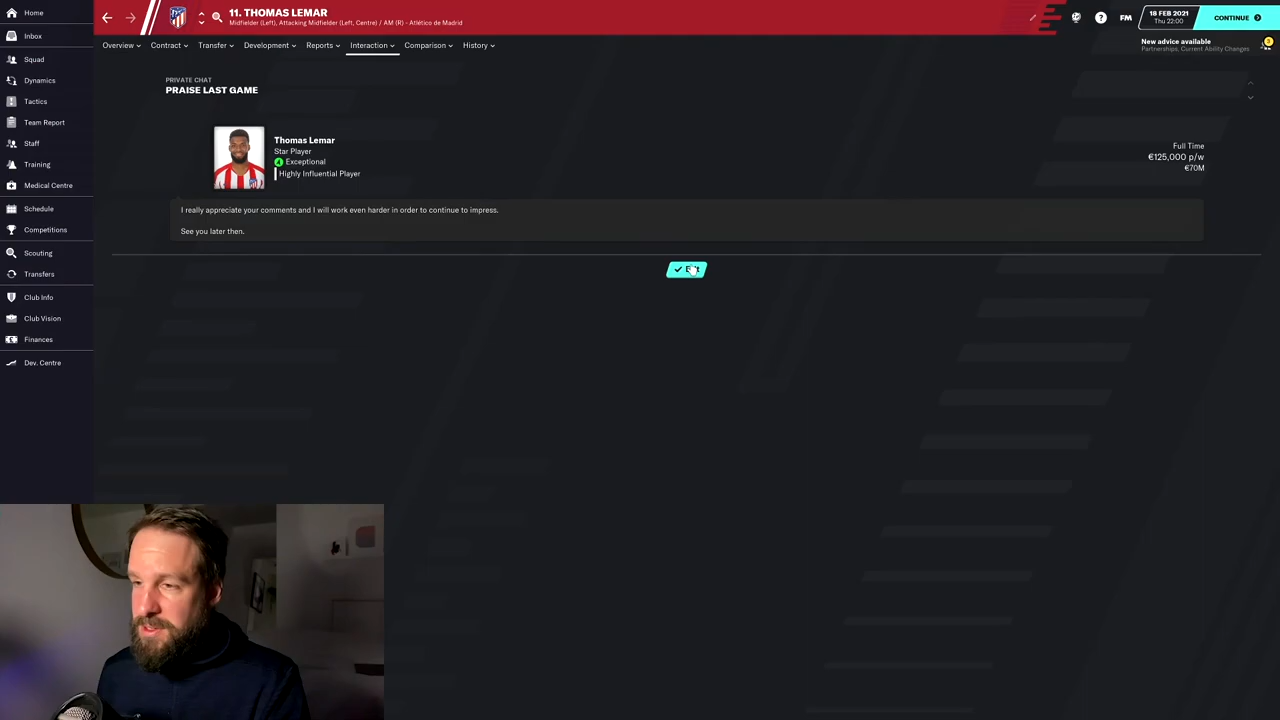 11. THOMAS LEMAR
Midfielder (Left), Attacking Midfielder (Left, Centre) / AM (R) - Atlético de Madrid
FM
18 FEB 2021
Thu 22:00
CONTINUE
Home
Inbox
Squad
Dynamics
Tactics
Team Report
Staff
Training
Medical Centre
Schedule
Competitions
Scouting
Transfers
Club Info
Club Vision
Finances
Dev. Centre
Overview
Contract
Transfer
Development
Reports
Interaction
Comparison
History
New advice available
Partnerships, Current Ability Changes
PRIVATE CHAT
PRAISE LAST GAME
Thomas Lemar
Star Player
4 Exceptional
Highly Influential Player
Full Time
€125,000 p/w
€70M
I really appreciate your comments and I will work even harder in order to continue to impress.
See you later then.